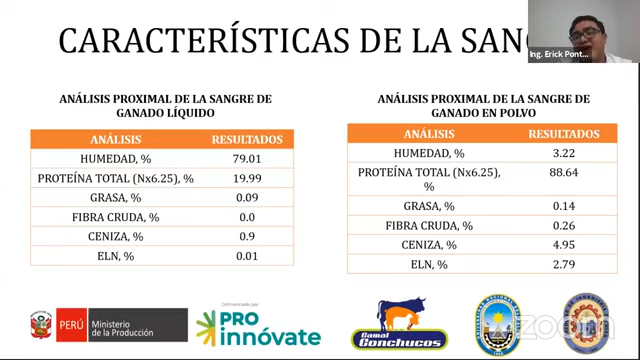 CARACTERÍSTICAS DE LA
Ing. Erick Pont...
ANÁLISIS PROXIMAL DE LA SANGRE DE
GANADO LÍQUIDO
ANÁLISIS RESULTADOS
HUMEDAD, % 79.01
PROTEÍNA TOTAL (Nx6.25), % 19.99
GRASA, % 0.09
FIBRA CRUDA, % 0.0
CENIZA, % 0.9
ELN, % 0.01
ANÁLISIS PROXIMAL DE LA SANGRE DE
GANADO EN POLVO
ANÁLISIS RESULTADOS
HUMEDAD, % 3.22
PROTEÍNA TOTAL (Nx6.25), 88.64
%
GRASA, % 0.14
FIBRA CRUDA, % 0.26
CENIZA, % 4.95
ELN, % 2.79
PERÚ
Ministerio
de la Producción
PRO
innóvate
Camal
Conchucos
zoom